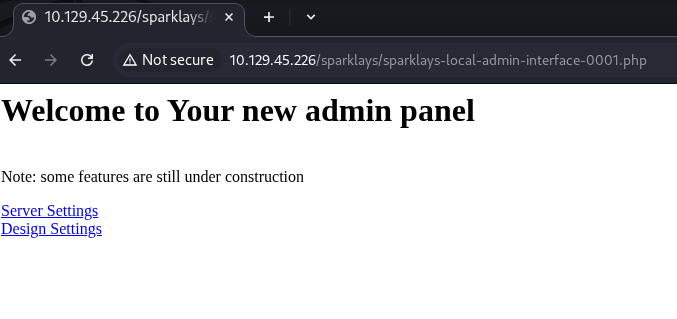 10.129.45.226/sparklays/
Not secure 10.129.45.226/sparklays/sparklays-local-admin-interface-0001.php
Welcome to Your new admin panel
Note: some features are still under construction
Server Settings
Design Settings